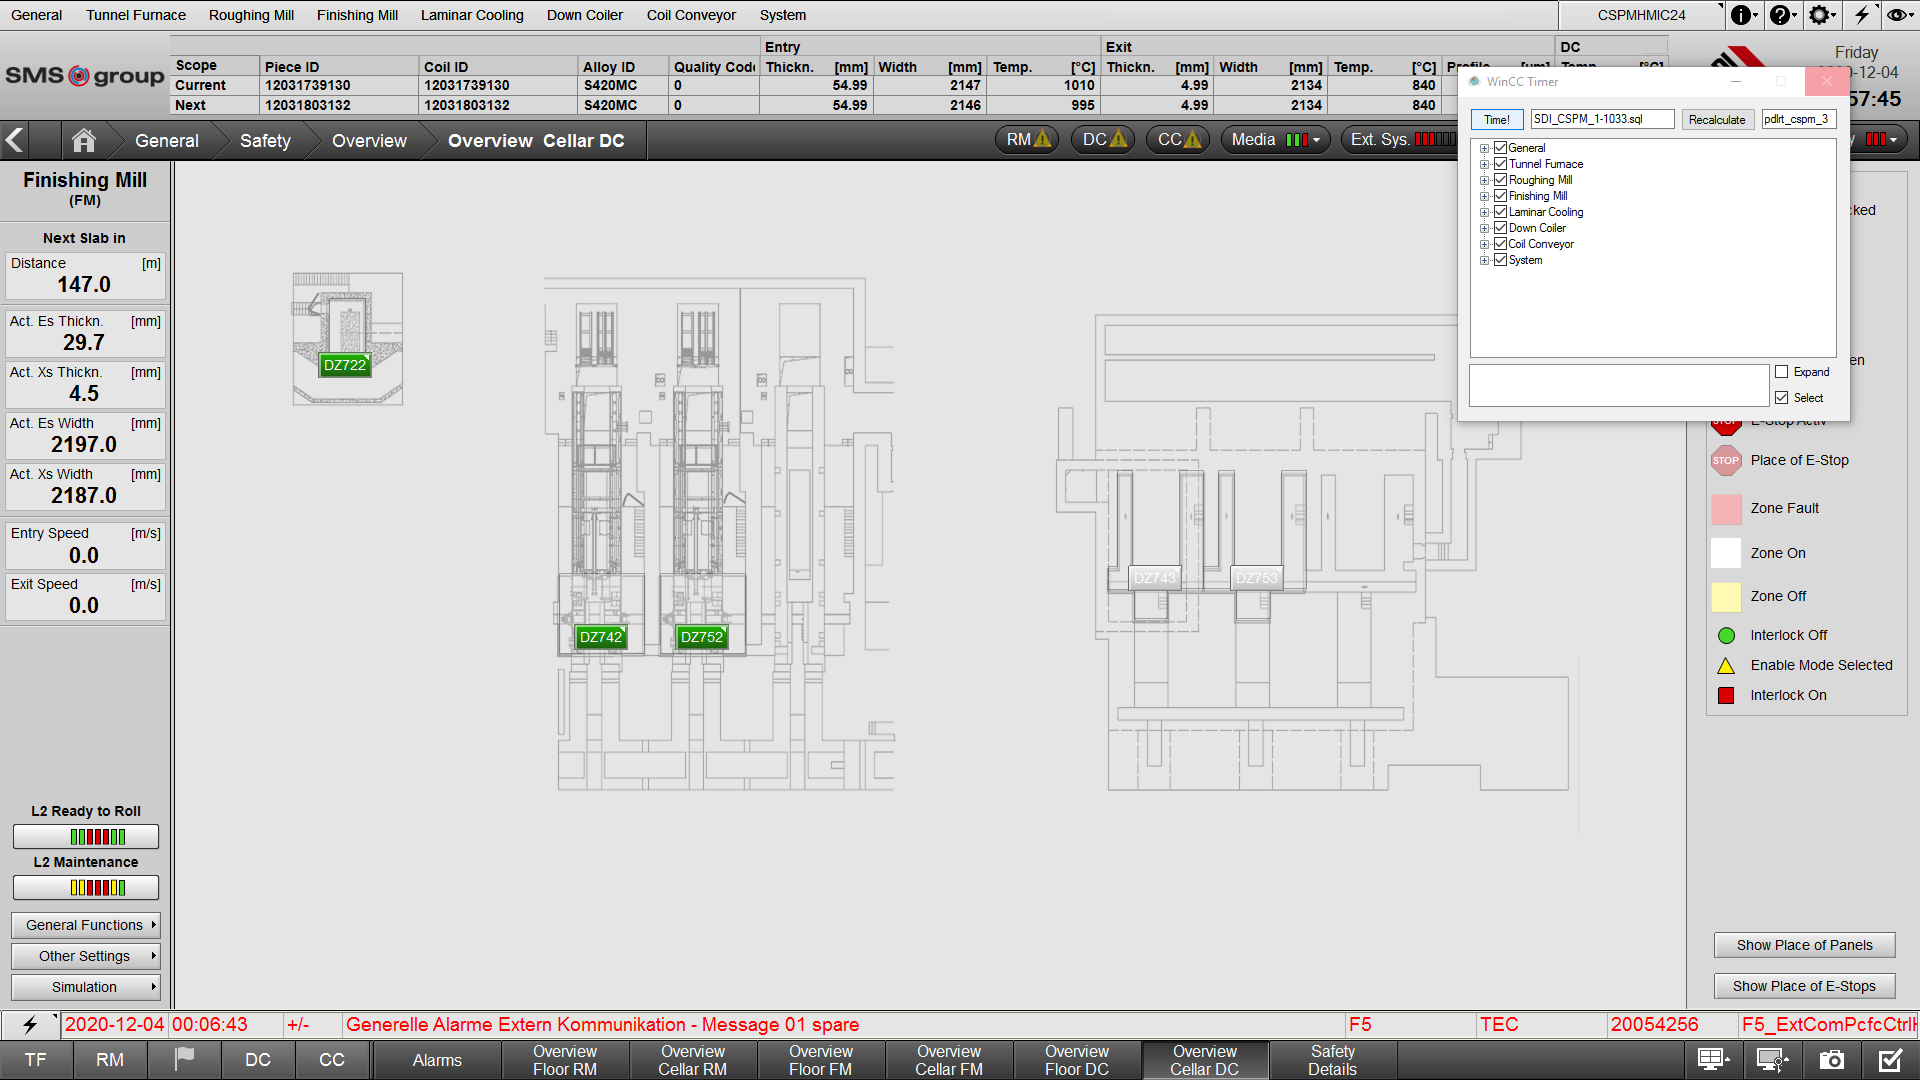 General Tunnel Furnace Roughing Mill Finishing Mill Laminar Cooling Down Coiler Coil Conveyor System CSPMHMIC24
SMS group
Entry Exit DC
Scope Piece ID Coil ID Alloy ID Quality Code Thickn. [mm] Width [mm] Temp. [°C] Thickn. [mm] Width [mm] Temp. [°C]
Current 12031739130 12031739130 S420MC 0 54.99 2147 1010 4.99 2134 840
Next 12031803132 12031803132 S420MC 0 54.99 2146 995 4.99 2134 840
Friday
-12-04
57:45
General Safety Overview Overview Cellar DC RM DC CC Media Ext. Sys.
WinCC Timer
Time! SDI_CSPM_1-1033.sql Recalculate pdlrt_cspm_3
General
Tunnel Furnace
Roughing Mill
Finishing Mill
Laminar Cooling
Down Coiler
Coil Conveyor
System
Expand
Select
Finishing Mill
(FM)
Next Slab in
Distance [m]
147.0
Act. Es Thickn. [mm]
29.7
Act. Xs Thickn. [mm]
4.5
Act. Es Width [mm]
2197.0
Act. Xs Width [mm]
2187.0
Entry Speed [m/s]
0.0
Exit Speed [m/s]
0.0
L2 Ready to Roll
L2 Maintenance
General Functions
Other Settings
Simulation
DZ722
DZ742
DZ752
DZ743
DZ753
STOP Place of E-Stop
Zone Fault
Zone On
Zone Off
Interlock Off
Enable Mode Selected
Interlock On
Show Place of Panels
Show Place of E-Stops
2020-12-04 00:06:43 +/- Generelle Alarme Extern Kommunikation - Message 01 spare F5 TEC 20054256 F5_ExtComPcfcCtrl
TF RM DC CC Alarms
Overview Floor RM
Overview Cellar RM
Overview Floor FM
Overview Cellar FM
Overview Floor DC
Overview Cellar DC
Safety Details